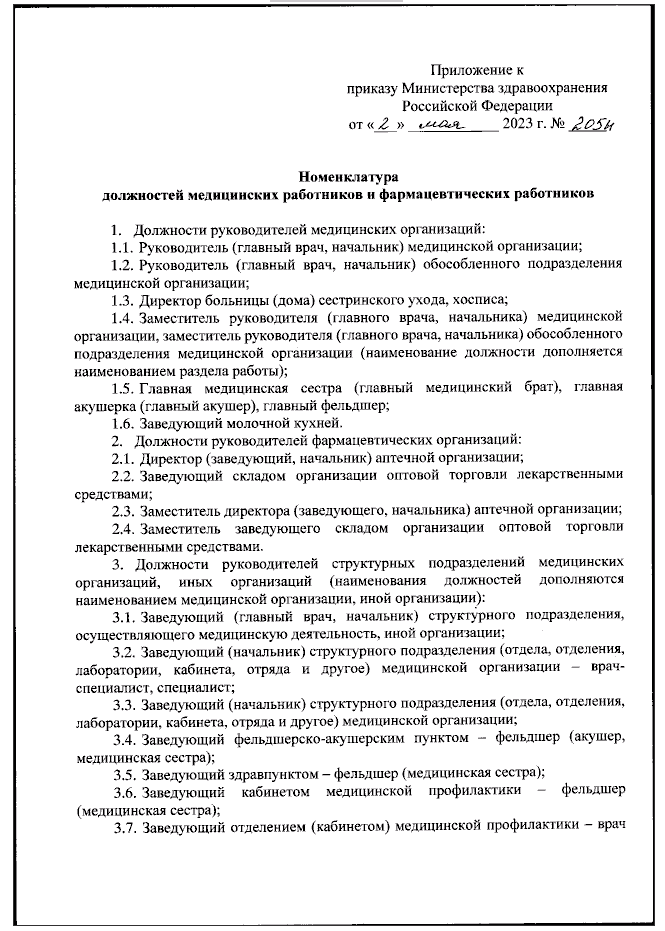 Приложение к
приказу Министерства здравоохранения
Российской Федерации
от «2» мая 2023 г. № 205н
Номенклатура
должностей медицинских работников и фармацевтических работников
1. Должности руководителей медицинских организаций:
1.1. Руководитель (главный врач, начальник) медицинской организации;
1.2. Руководитель (главный врач, начальник) обособленного подразделения
медицинской организации;
1.3. Директор больницы (дома) сестринского ухода, хосписа;
1.4. Заместитель руководителя (главного врача, начальника) медицинской
организации, заместитель руководителя (главного врача, начальника) обособленного
подразделения медицинской организации (наименование должности дополняется
наименованием раздела работы);
1.5. Главная медицинская сестра (главный медицинский брат), главная
акушерка (главный акушер), главный фельдшер;
1.6. Заведующий молочной кухней.
2. Должности руководителей фармацевтических организаций:
2.1. Директор (заведующий, начальник) аптечной организации;
2.2. Заведующий складом организации оптовой торговли лекарственными
средствами;
2.3. Заместитель директора (заведующего, начальника) аптечной организации;
2.4. Заместитель заведующего складом организации оптовой торговли
лекарственными средствами.
3. Должности руководителей структурных подразделений медицинских
организаций, иных организаций (наименования должностей дополняются
наименованием медицинской организации, иной организации):
3.1. Заведующий (главный врач, начальник) структурного подразделения,
осуществляющего медицинскую деятельность, иной организации;
3.2. Заведующий (начальник) структурного подразделения (отдела, отделения,
лаборатории, кабинета, отряда и другое) медицинской организации – врач-
специалист, специалист;
3.3. Заведующий (начальник) структурного подразделения (отдела, отделения,
лаборатории, кабинета, отряда и другое) медицинской организации;
3.4. Заведующий фельдшерско-акушерским пунктом – фельдшер (акушер,
медицинская сестра);
3.5. Заведующий здравпунктом – фельдшер (медицинская сестра);
3.6. Заведующий кабинетом медицинской профилактики – фельдшер
(медицинская сестра);
3.7. Заведующий отделением (кабинетом) медицинской профилактики – врач